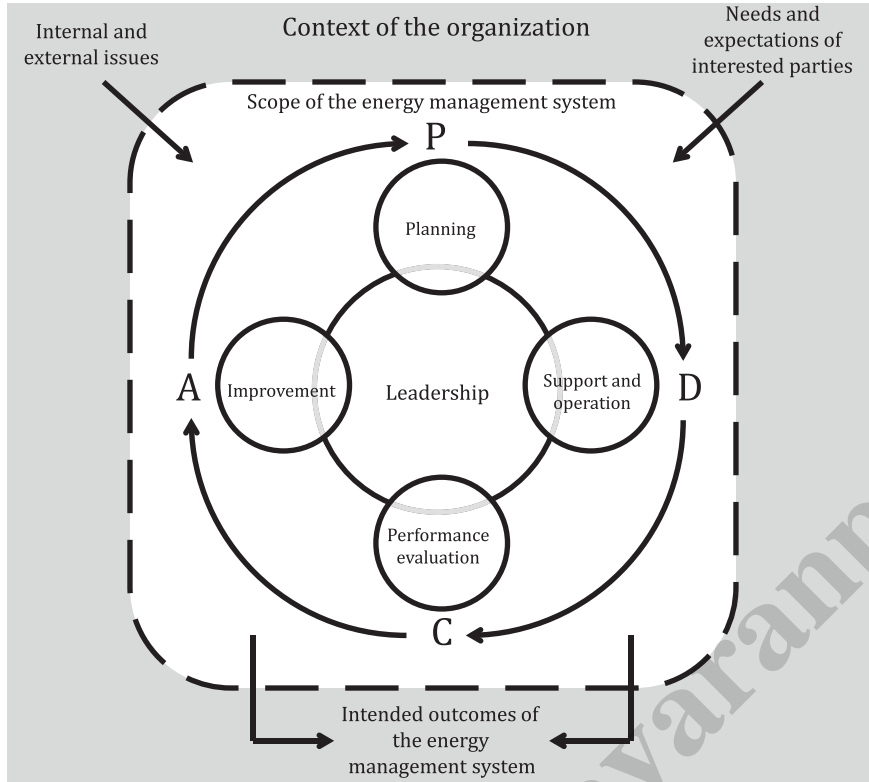 Context of the organization
Internal and
external issues
Needs and
expectations of
interested parties
Scope of the energy management system
P
Planning
A
Improvement
Leadership
Support and
operation
D
Performance
evaluation
C
Intended outcomes of
the energy
management system